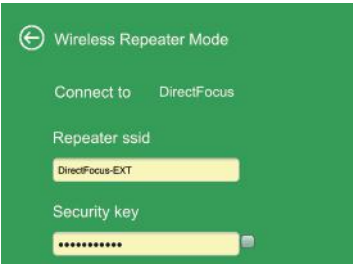 Wireless Repeater Mode
Connect to DirectFocus
Repeater ssid
DirectFocus-EXT
Security key
•••••••••••